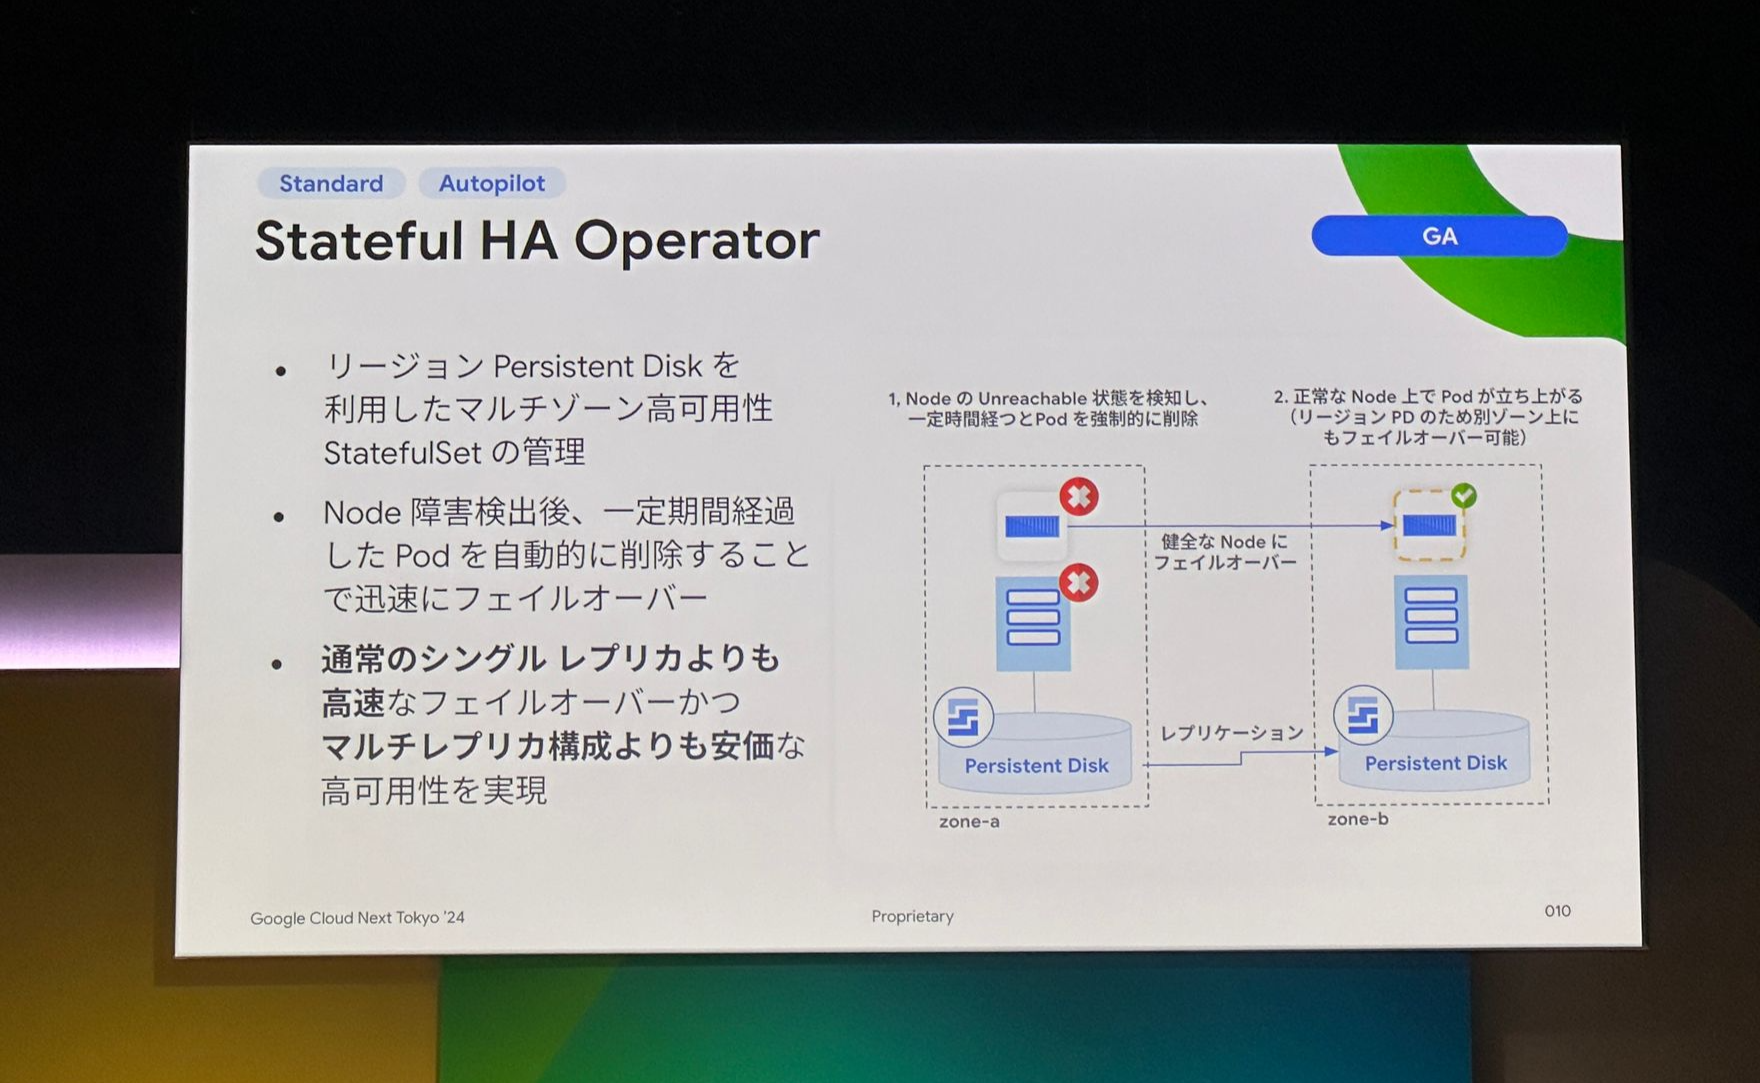 Standard
Autopilot
Stateful HA Operator
GA
• リージョン Persistent Disk を
利用したマルチゾーン高可用性
StatefulSet の管理
• Node 障害検出後、一定期間経過
した Pod を自動的に削除すること
で迅速にフェイルオーバー
• 通常のシングル レプリカよりも
高速なフェイルオーバーかつ
マルチレプリカ構成よりも安価な
高可用性を実現
1, Node の Unreachable 状態を検知し、
一定時間経つとPod を強制的に削除
2. 正常な Node 上で Pod が立ち上がる
（リージョン PD のため別ゾーン上に
もフェイルオーバー可能）
健全な Node に
フェイルオーバー
レプリケーション
Persistent Disk
Persistent Disk
zone-a
zone-b
Google Cloud Next Tokyo '24
Proprietary
010